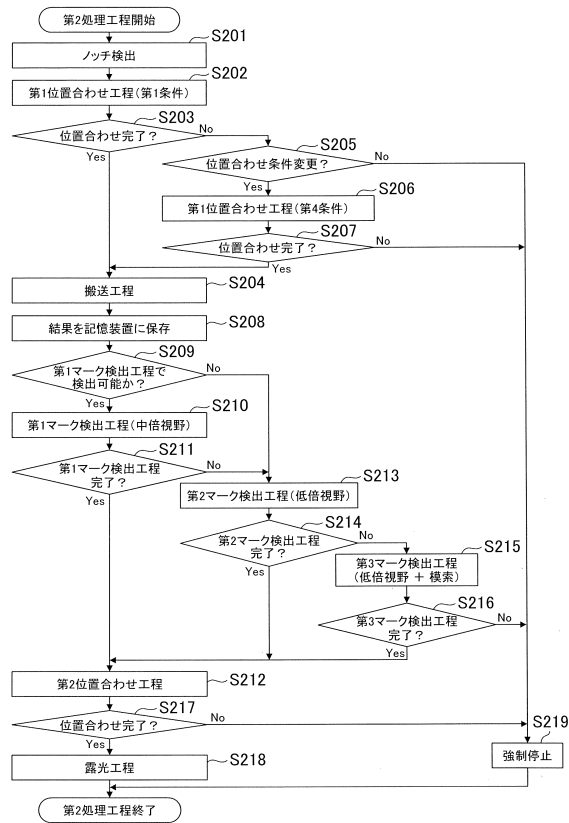 第2処理工程開始
S201
ノッチ検出
S202
第1位置合わせ工程(第1条件)
S203
位置合わせ完了?
No
Yes
S205
位置合わせ条件変更?
No
Yes
S206
第1位置合わせ工程(第4条件)
S207
位置合わせ完了?
No
Yes
S204
搬送工程
S208
結果を記憶装置に保存
S209
第1マーク検出工程で
検出可能か?
No
Yes
S210
第1マーク検出工程(中倍視野)
S211
第1マーク検出工程
完了?
No
Yes
S213
第2マーク検出工程(低倍視野)
S214
第2マーク検出工程
完了?
No
Yes
S215
第3マーク検出工程
(低倍視野 + 模索)
S216
第3マーク検出工程
完了?
No
Yes
S212
第2位置合わせ工程
S217
位置合わせ完了?
No
Yes
S219
強制停止
S218
露光工程
第2処理工程終了